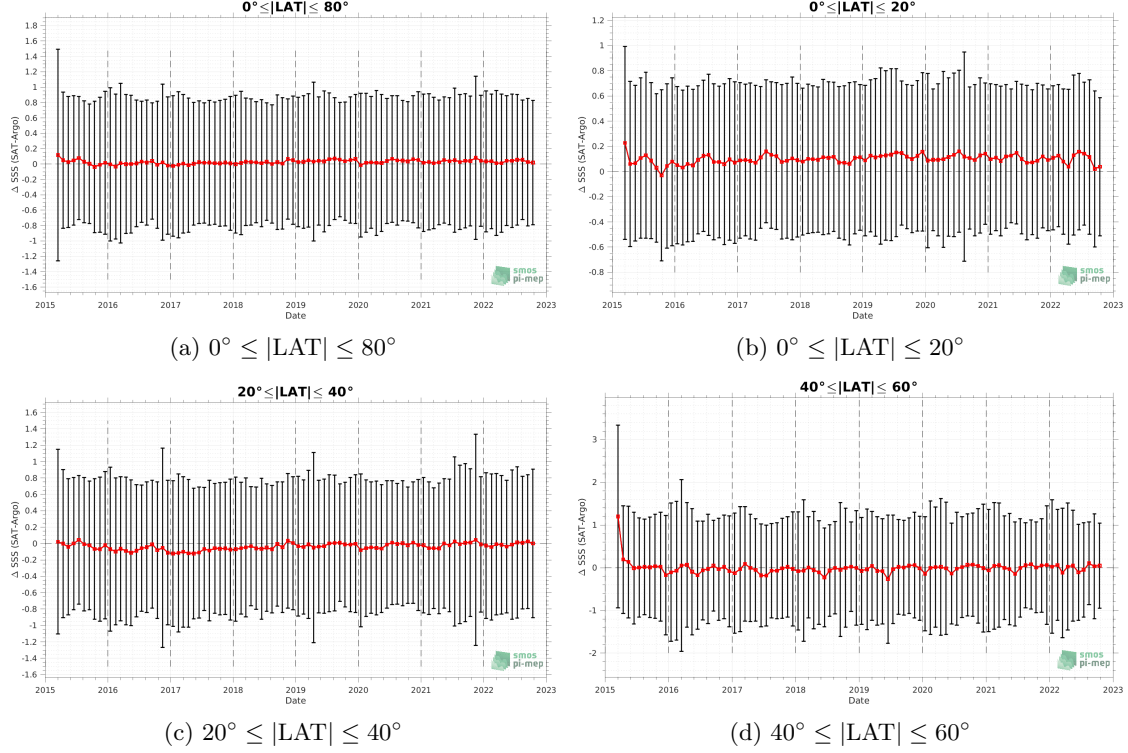 0°≤|LAT|≤ 80°
1.8
1.6
1.4
1.2
1
0.8
0.6
0.4
0.2
0
-0.2
-0.4
-0.6
-0.8
-1
-1.2
-1.4
-1.6
Δ SSS (SAT-Argo)
2015 2016 2017 2018 2019 2020 2021 2022 2023
Date
smos
pi-mep
(a) 0° ≤ |LAT| ≤ 80°
0°≤|LAT|≤ 20°
1.2
1
0.8
0.6
0.4
0.2
0
-0.2
-0.4
-0.6
-0.8
Δ SSS (SAT-Argo)
2015 2016 2017 2018 2019 2020 2021 2022 2023
Date
smos
pi-mep
(b) 0° ≤ |LAT| ≤ 20°
20°≤|LAT|≤ 40°
1.6
1.4
1.2
1
0.8
0.6
0.4
0.2
0
-0.2
-0.4
-0.6
-0.8
-1
-1.2
-1.4
-1.6
Δ SSS (SAT-Argo)
2015 2016 2017 2018 2019 2020 2021 2022 2023
Date
smos
pi-mep
(c) 20° ≤ |LAT| ≤ 40°
40°≤|LAT|≤ 60°
3
2
1
0
-1
-2
Δ SSS (SAT-Argo)
2015 2016 2017 2018 2019 2020 2021 2022 2023
Date
smos
pi-mep
(d) 40° ≤ |LAT| ≤ 60°